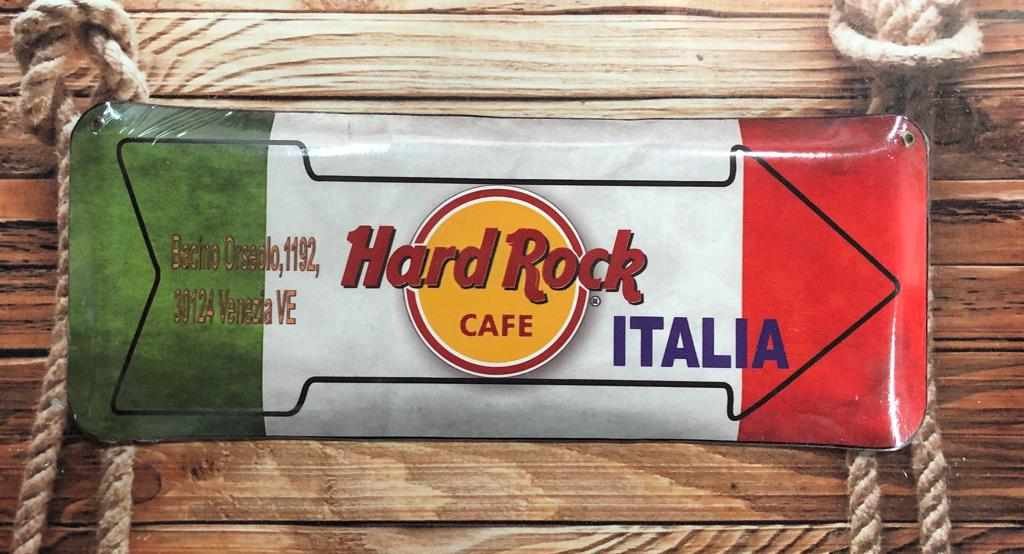 Bacino Orseolo,1192,
30124 Venezia VE
Hard Rock®
CAFE
ITALIA